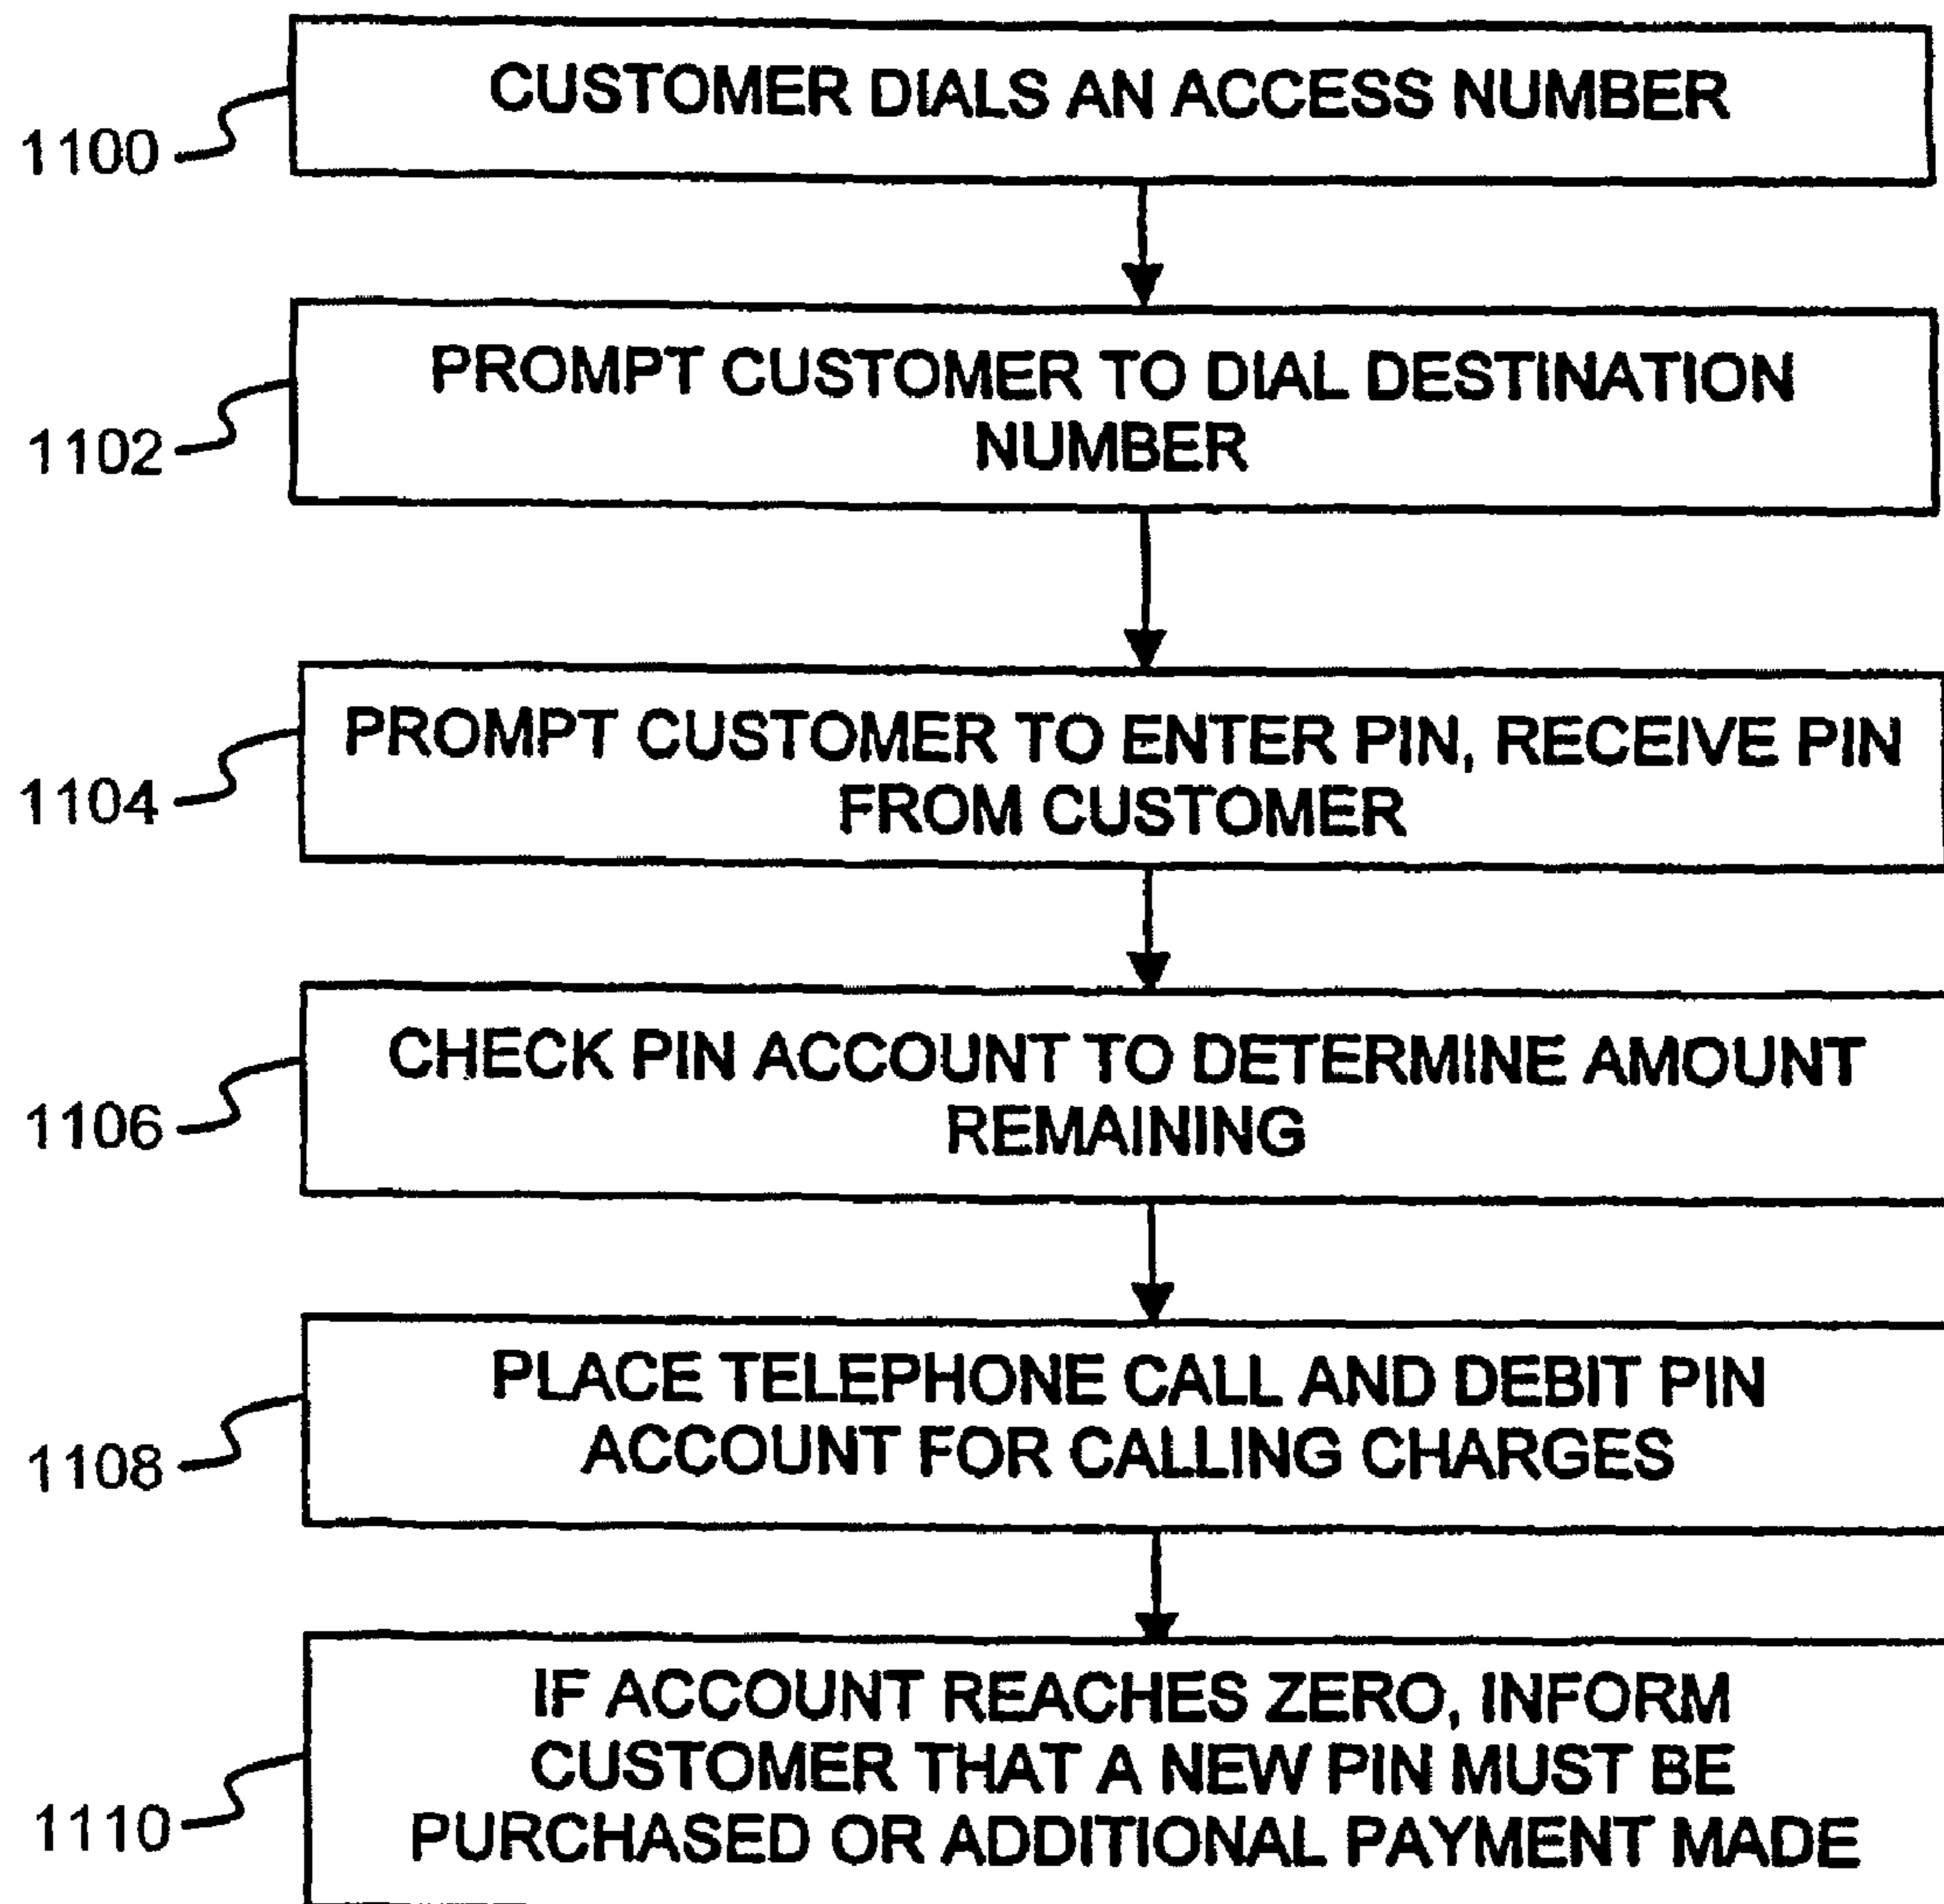 CUSTOMER DIALS AN ACCESS NUMBER
1100
PROMPT CUSTOMER TO DIAL DESTINATION
NUMBER
1102
PROMPT CUSTOMER TO ENTER PIN, RECEIVE PIN
FROM CUSTOMER
1104
CHECK PIN ACCOUNT TO DETERMINE AMOUNT
REMAINING
1106
PLACE TELEPHONE CALL AND DEBIT PIN
ACCOUNT FOR CALLING CHARGES
1108
IF ACCOUNT REACHES ZERO, INFORM
CUSTOMER THAT A NEW PIN MUST BE
PURCHASED OR ADDITIONAL PAYMENT MADE
1110